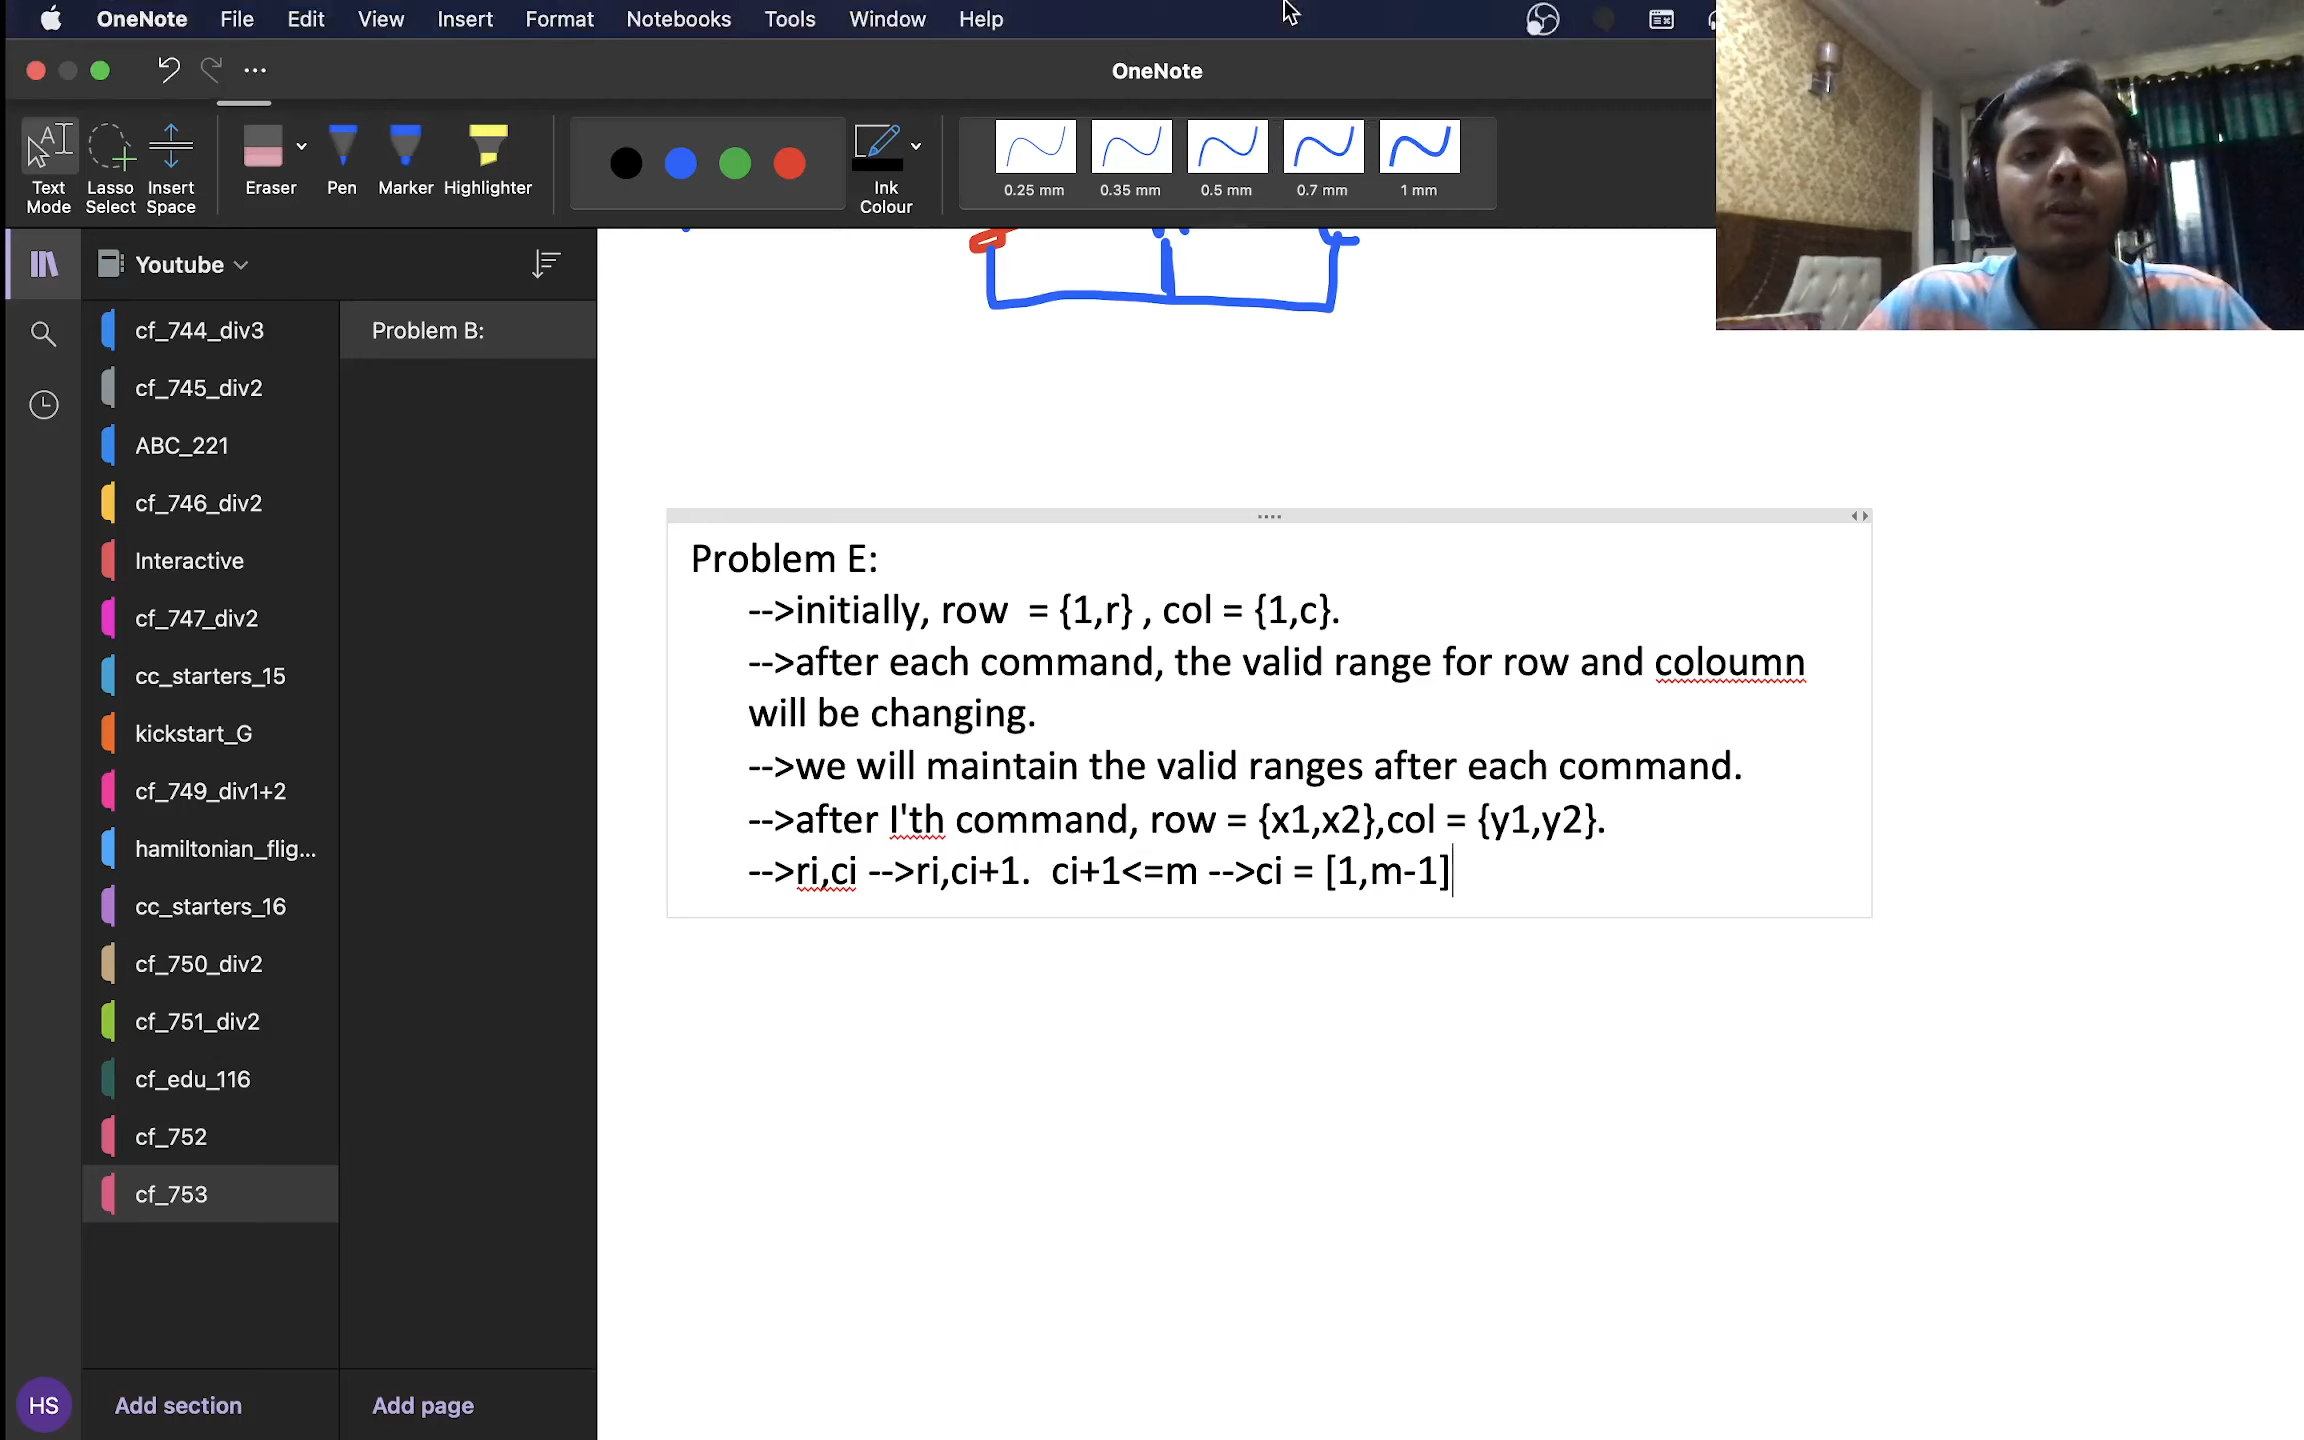 OneNote File Edit View Insert Format Notebooks Tools Window Help
OneNote
Text Mode
Lasso Select
Insert Space
Eraser
Pen
Marker
Highlighter
Ink Colour
0.25 mm
0.35 mm
0.5 mm
0.7 mm
1 mm
Youtube
cf_744_div3
cf_745_div2
ABC_221
cf_746_div2
Interactive
cf_747_div2
cc_starters_15
kickstart_G
cf_749_div1+2
hamiltonian_flig...
cc_starters_16
cf_750_div2
cf_751_div2
cf_edu_116
cf_752
cf_753
Problem B:
Problem E:
-->initially, row  = {1,r} , col = {1,c}.
-->after each command, the valid range for row and coloumn
will be changing.
-->we will maintain the valid ranges after each command.
-->after I'th command, row = {x1,x2},col = {y1,y2}.
-->ri,ci -->ri,ci+1.  ci+1<=m -->ci = [1,m-1]
HS
Add section
Add page